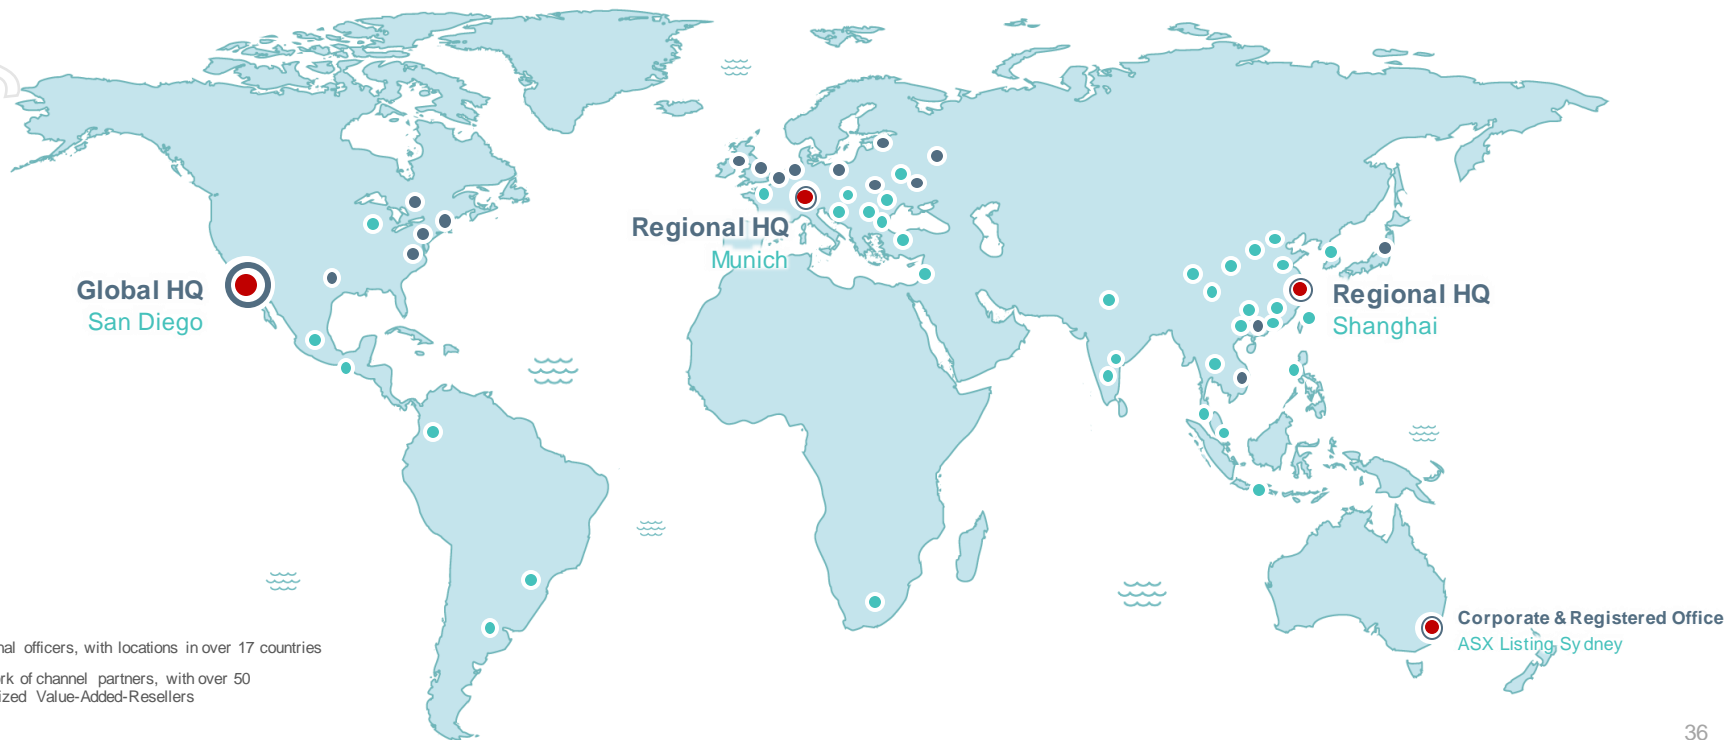 Regional HQ
Munich
Global HQ
San Diego
Regional HQ
Shanghai
Corporate & Registered Office
ASX Listing Sydney
officers, with locations in over 17 countries
of channel partners, with over 50
Value-Added-Resellers
36